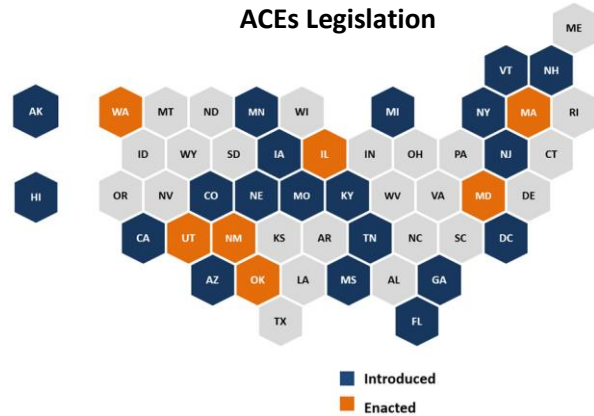 ACEs Legislation
ME
VT NH
AK WA MT ND MN WI MI NY MA RI
ID WY SD IA IL IN OH PA NJ CT
HI OR NV CO NE MO KY WV VA MD DE
CA UT NM KS AR TN NC SC DC
AZ OK LA MS AL GA
TX FL
Introduced
Enacted